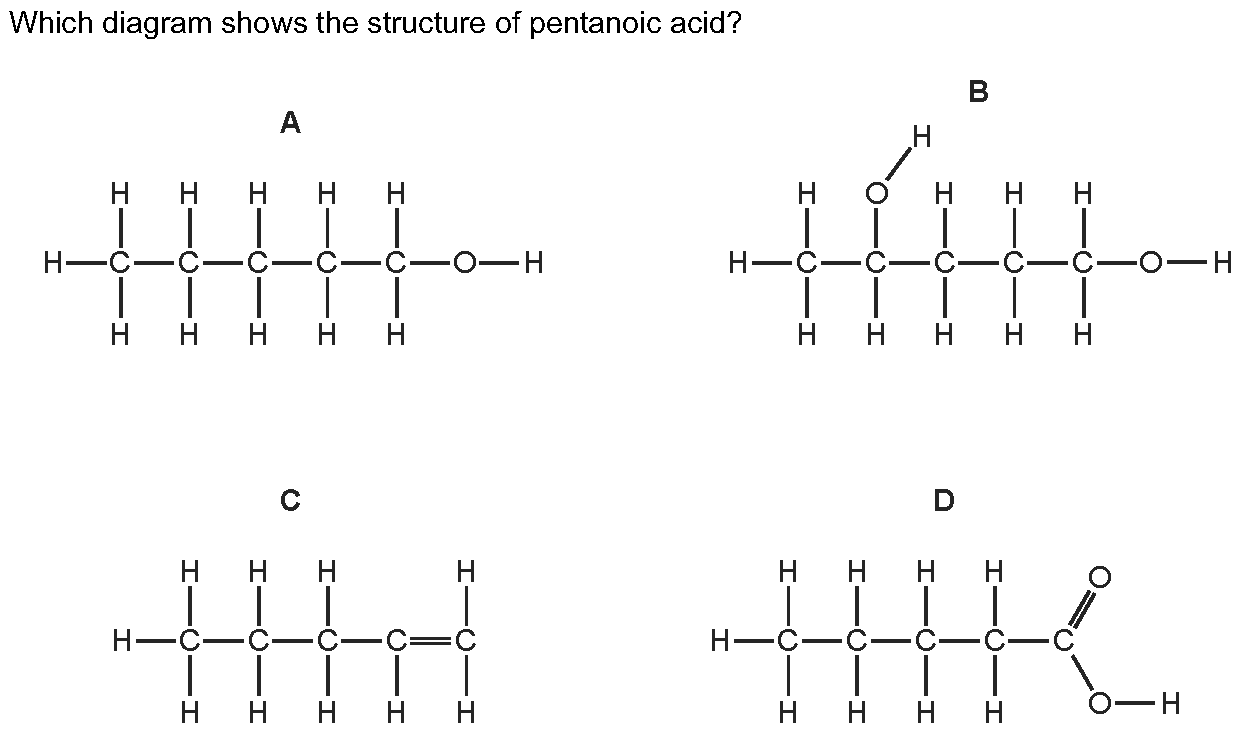 Which diagram shows the structure of pentanoic acid?
A
H H H H H
H C C C C C O H
H H H H H
B
H
H O H H H
H C C C C C O H
H H H H H
C
H H H H
H C C C C C
H H H H H
D
H H H H O
H C C C C C
H H H H O H